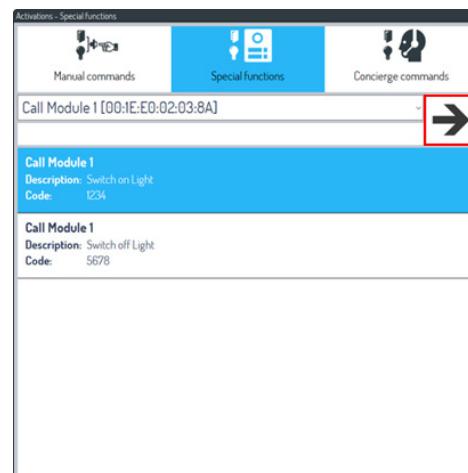 Activations - Special functions
Manual commands
Special functions
Concierge commands
Call Module 1 [00:1E:E0:02:03:8A]
Call Module 1
Description: Switch on Light
Code: 1234
Call Module 1
Description: Switch off Light
Code: 5678